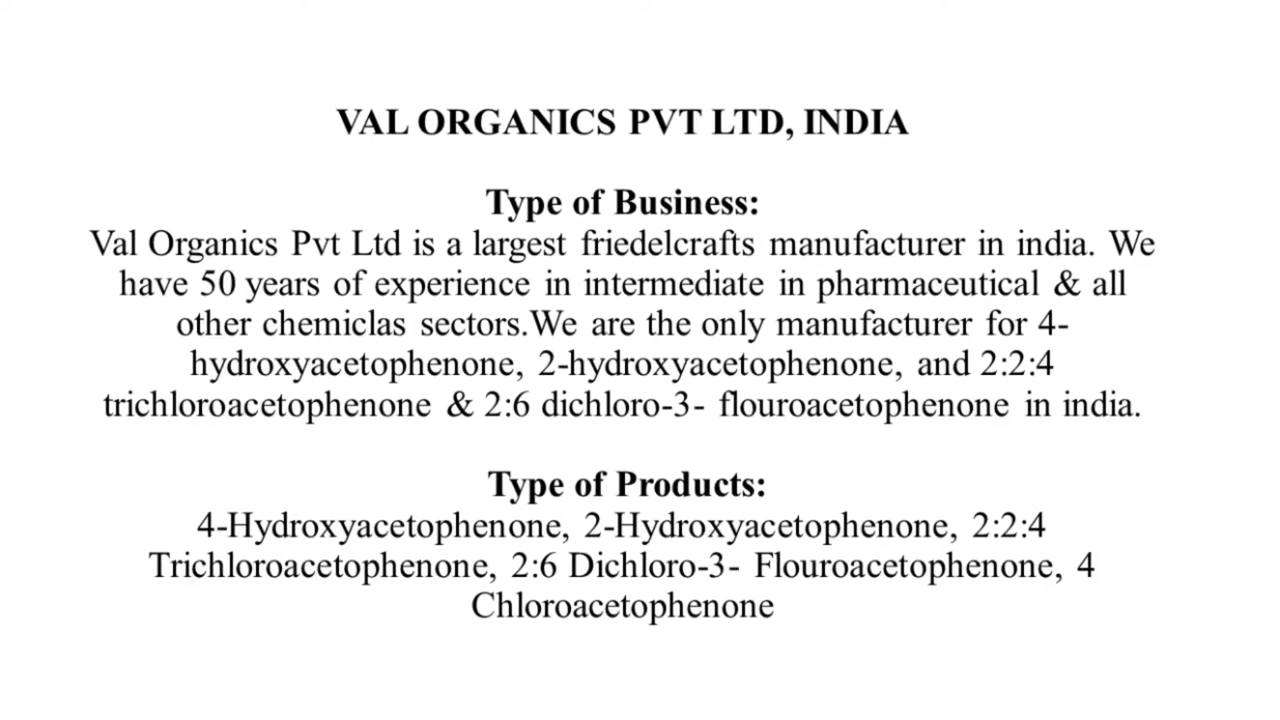 VAL ORGANICS PVT LTD, INDIA
Type of Business:
Val Organics Pvt Ltd is a largest friedelcrafts manufacturer in india. We
have 50 years of experience in intermediate in pharmaceutical & all
other chemiclas sectors.We are the only manufacturer for 4-
hydroxyacetophenone, 2-hydroxyacetophenone, and 2:2:4
trichloroacetophenone & 2:6 dichloro-3- flouroacetophenone in india.
Type of Products:
4-Hydroxyacetophenone, 2-Hydroxyacetophenone, 2:2:4
Trichloroacetophenone, 2:6 Dichloro-3- Flouroacetophenone, 4
Chloroacetophenone